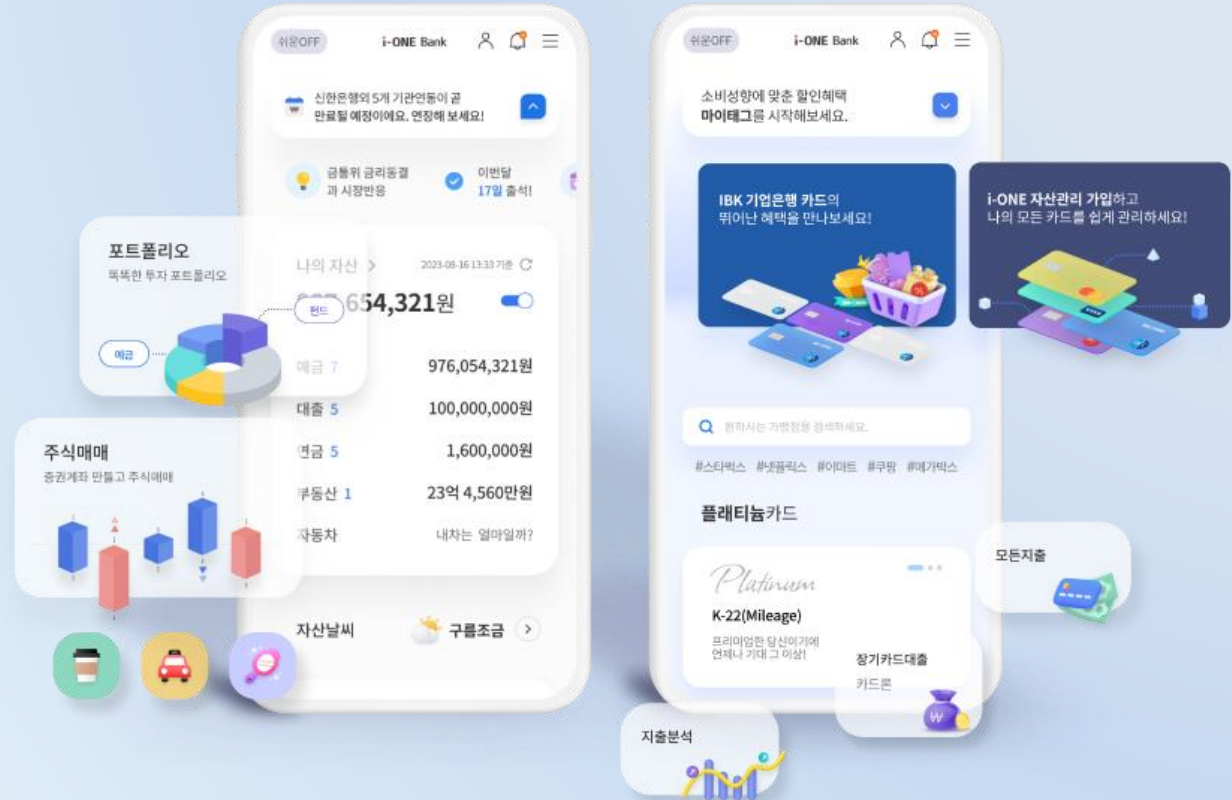 쉬운OFF
i-ONE Bank
신한은행외 5개 기관연동이 곧
만료될 예정이에요. 연장해 보세요!
금통위 금리동결
과 시장반응
이번달
17일 출석!
포트폴리오
똑똑한 투자 포트폴리오
예금
펀드
나의 자산
2023-08-16 13:33 기준
654,321원
예금 7
976,054,321원
대출 5
100,000,000원
연금 5
1,600,000원
부동산 1
23억 4,560만원
자동차
내차는 얼마일까?
주식매매
증권계좌 만들고 주식매매
자산날씨
구름조금
쉬운OFF
i-ONE Bank
소비성향에 맞춘 할인혜택
마이태그를 시작해보세요.
IBK 기업은행 카드의
뛰어난 혜택을 만나보세요!
i-ONE 자산관리 가입하고
나의 모든 카드를 쉽게 관리하세요!
원하시는 가맹점을 검색하세요.
#스타벅스 #넷플릭스 #이마트 #쿠팡 #메가박스
플래티늄카드
Platinum
K-22(Mileage)
프리미엄한 당신이기에
언제나 기대 그 이상!
모든지출
장기카드대출
카드론
지출분석